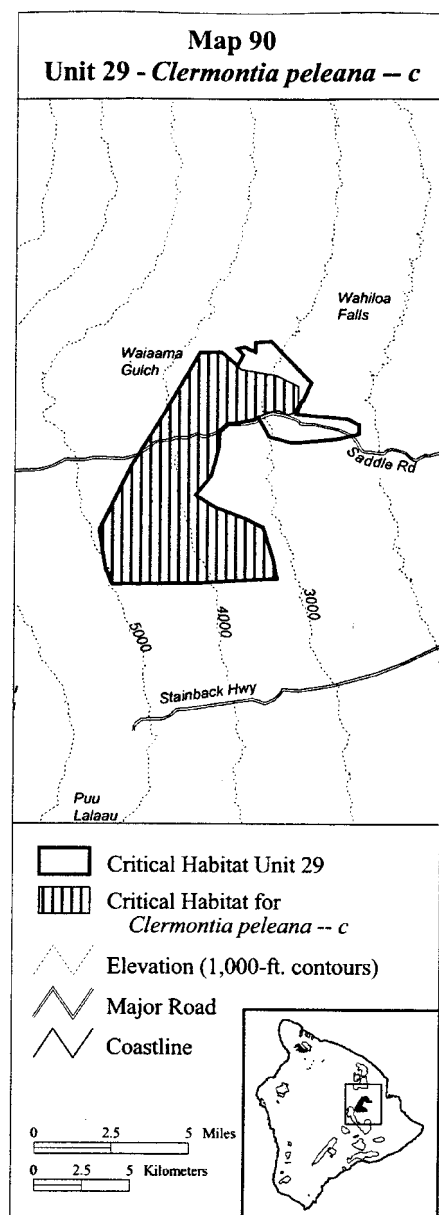 Map 90
Unit 29 - Clermontia peleana -- c
Wahiloa
Falls
Waiaama
Gulch
Saddle Rd
5000
4000
3000
Stainback Hwy
Puu
Lalaau
Critical Habitat Unit 29
Critical Habitat for
Clermontia peleana -- c
Elevation (1,000-ft. contours)
Major Road
Coastline
0 2.5 5 Miles
0 2.5 5 Kilometers